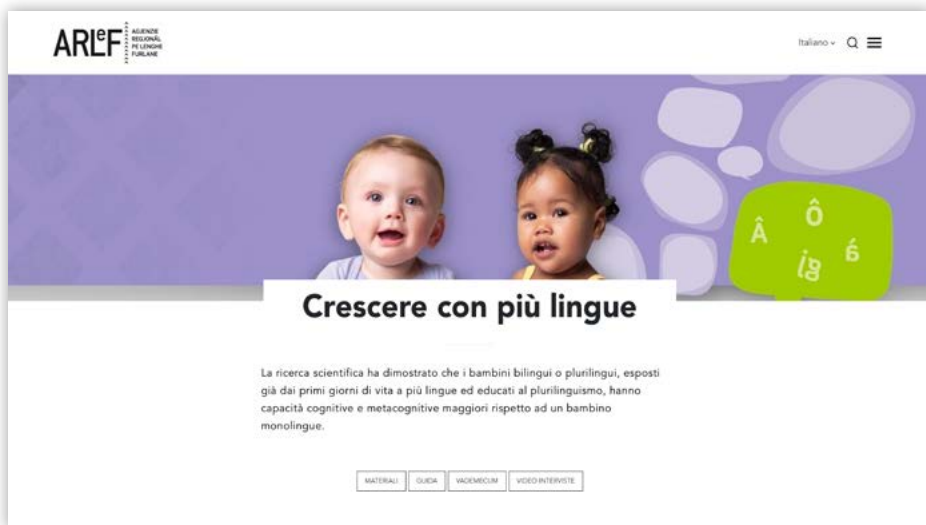 ARLeF
AGJENZIE
REGJONÂL
PE LENGHE
FURLANE
Italiano
Crescere con più lingue
La ricerca scientifica ha dimostrato che i bambini bilingui o plurilingui, esposti
già dai primi giorni di vita a più lingue ed educati al plurilinguismo, hanno
capacità cognitive e metacognitive maggiori rispetto ad un bambino
monolingue.
Â Ô á
gj
MATERIALI GUIDA VADEMECUM VIDEO INTERVISTE